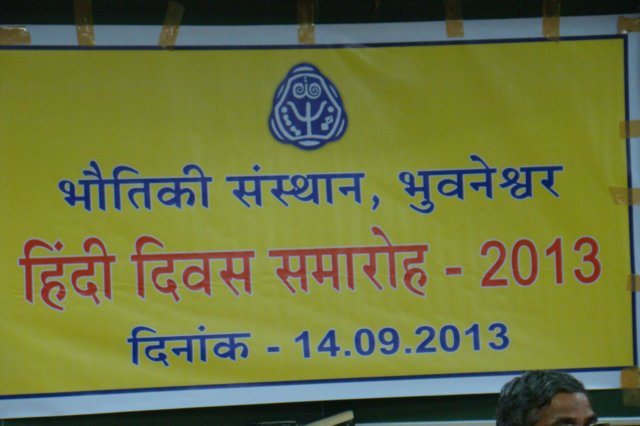 भौतिकी संस्थान, भुवनेश्वर
हिंदी दिवस समारोह - 2013
दिनांक - 14.09.2013